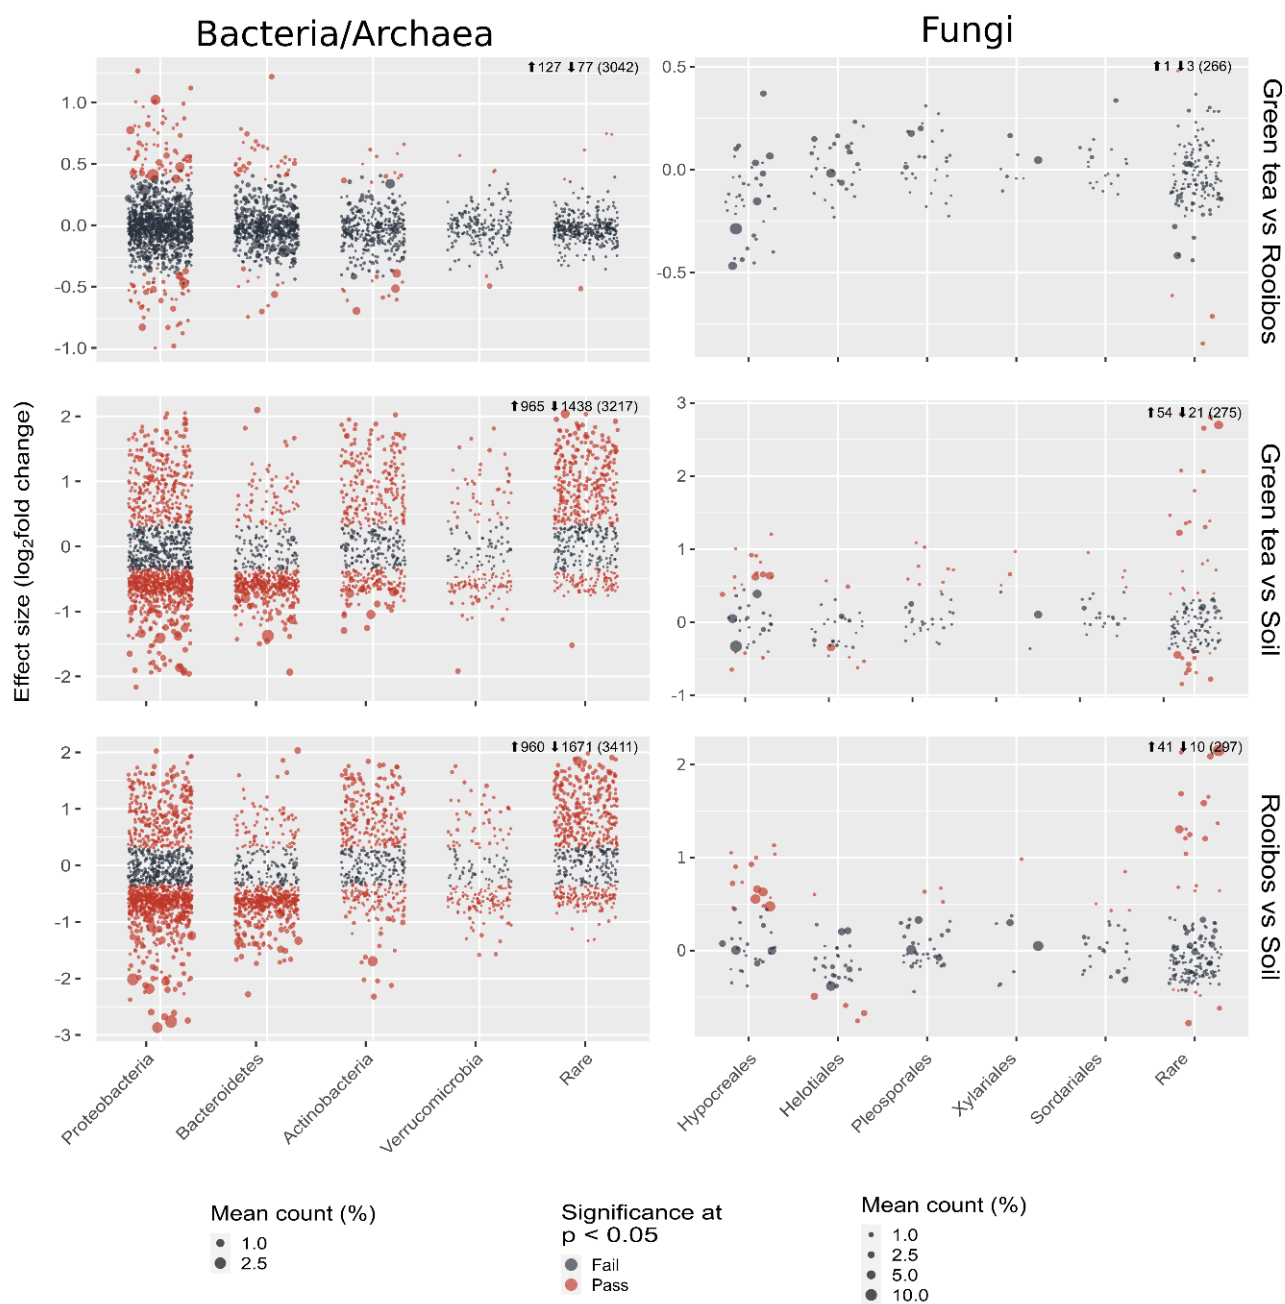 Bacteria/Archaea
Fungi
⬆127 ⬇77 (3042)
1.0
0.5
0.0
-0.5
-1.0
⬆1 ⬇3 (266)
0.5
0.0
-0.5
Green tea vs Rooibos
Effect size (log₂fold change)
⬆965 ⬇1438 (3217)
2
1
0
-1
-2
⬆54 ⬇21 (275)
3
2
1
0
-1
Green tea vs Soil
⬆960 ⬇1671 (3411)
2
1
0
-1
-2
-3
⬆41 ⬇10 (297)
2
1
0
Rooibos vs Soil
Proteobacteria
Bacteroidetes
Actinobacteria
Verrucomicrobia
Rare
Hypocreales
Helotiales
Pleosporales
Xylariales
Sordariales
Rare
Mean count (%)
1.0
2.5
Significance at
p < 0.05
Fail
Pass
Mean count (%)
1.0
2.5
5.0
10.0